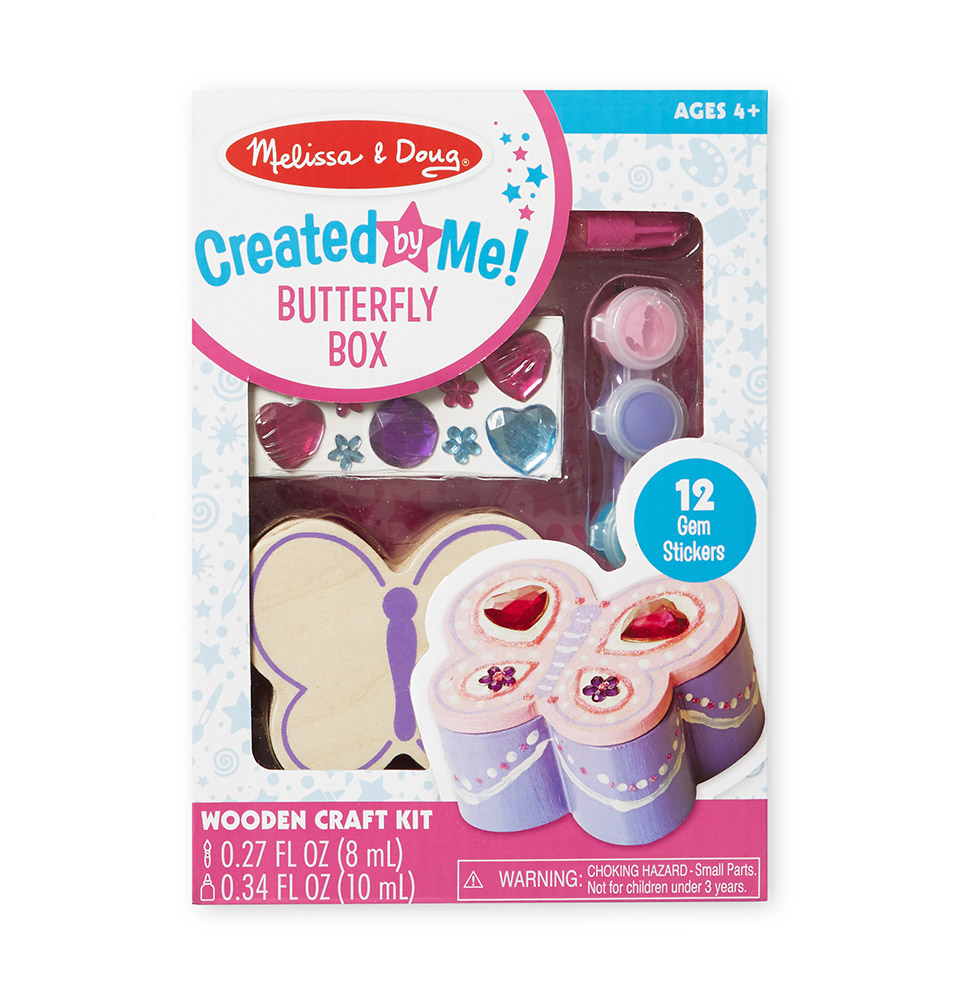 AGES 4+
Melissa & Doug®
Created by Me!
BUTTERFLY
BOX
12
Gem
Stickers
WOODEN CRAFT KIT
0.27 FL OZ (8 mL)
0.34 FL OZ (10 mL)
WARNING: CHOKING HAZARD - Small Parts.
Not for children under 3 years.